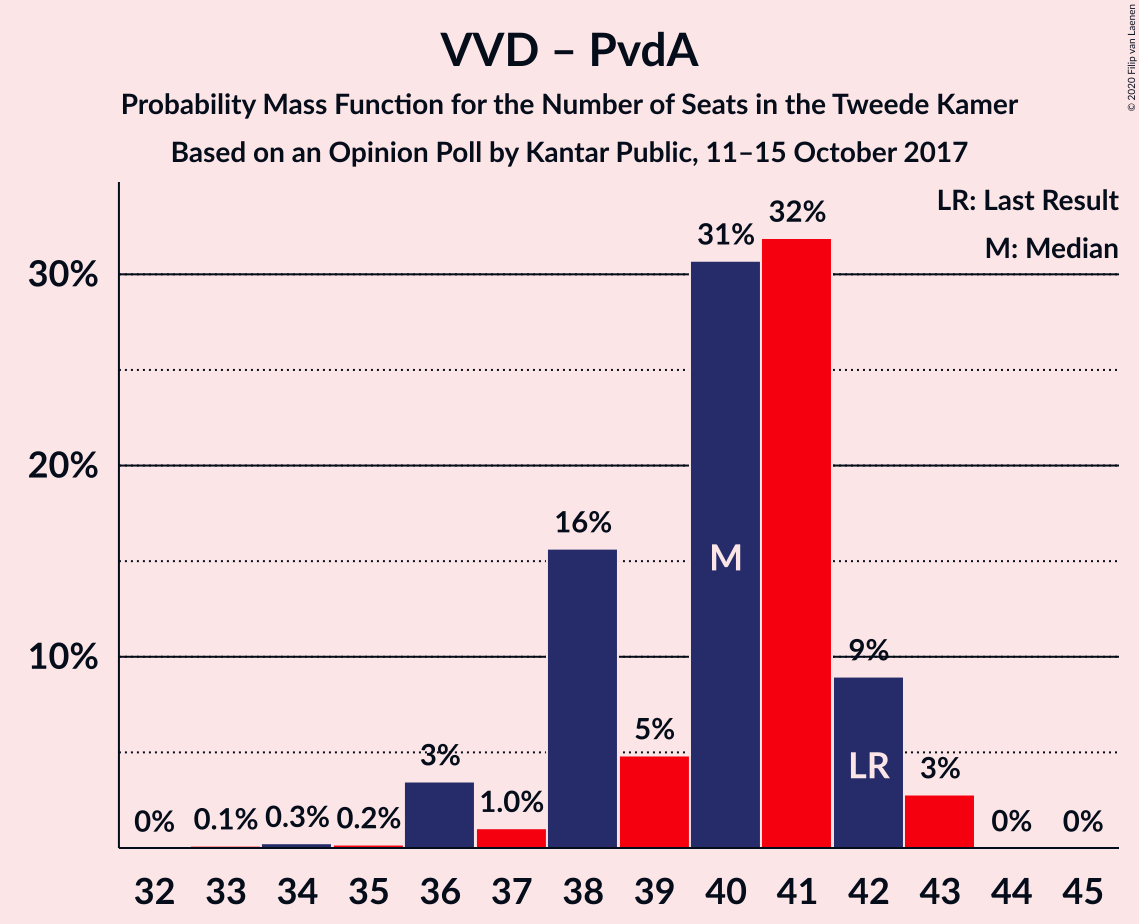 VVD – PvdA
Probability Mass Function for the Number of Seats in the Tweede Kamer
Based on an Opinion Poll by Kantar Public, 11–15 October 2017
© 2020 Filip van Laenen
LR: Last Result
M: Median
30%
20%
10%
0%
0.1%
0.3%
0.2%
3%
1.0%
16%
5%
31%
32%
9%
3%
0%
0%
M
LR
32 33 34 35 36 37 38 39 40 41 42 43 44 45